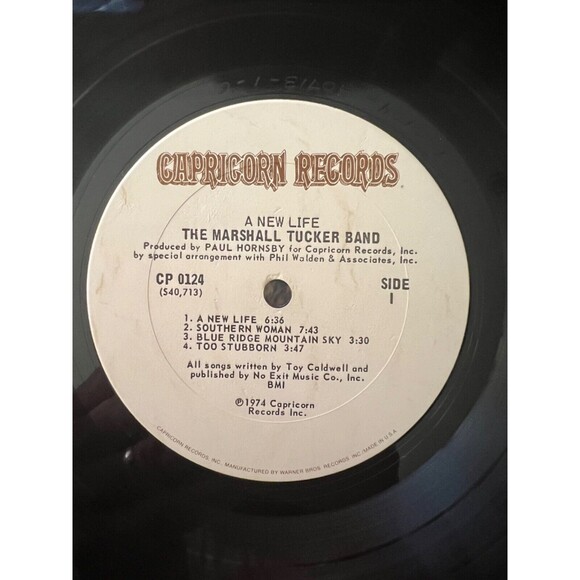 CAPRICORN RECORDS
A NEW LIFE
THE MARSHALL TUCKER BAND
Produced by PAUL HORNSBY for Capricorn Records, Inc.
by special arrangement with Phil Walden & Associates, Inc.
CP 0124
(S40,713)
SIDE
1
1. A NEW LIFE 6:36
2. SOUTHERN WOMAN 7:43
3. BLUE RIDGE MOUNTAIN SKY 3:30
4. TOO STUBBORN 3:47
All songs written by Toy Caldwell and
published by No Exit Music Co., Inc.
BMI
℗1974 Capricorn
Records Inc.
CAPRICORN RECORDS, INC. MANUFACTURED BY WARNER BROS. RECORDS, INC. • MADE IN U.S.A.